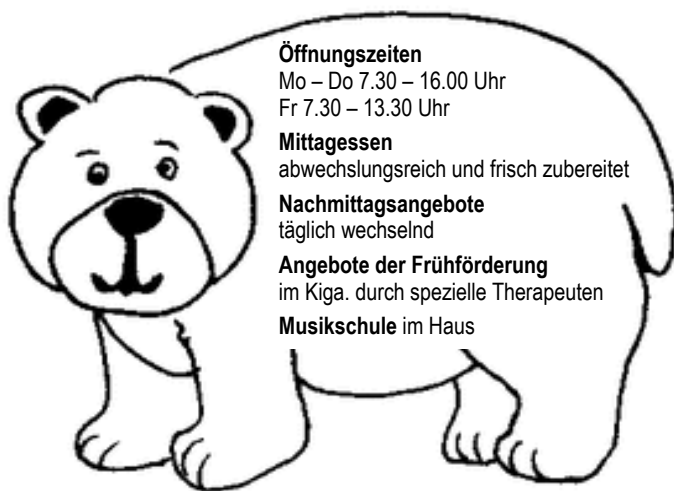 Öffnungszeiten
Mo – Do 7.30 – 16.00 Uhr
Fr 7.30 – 13.30 Uhr
Mittagessen
abwechslungsreich und frisch zubereitet
Nachmittagsangebote
täglich wechselnd
Angebote der Frühförderung
im Kiga. durch spezielle Therapeuten
Musikschule im Haus